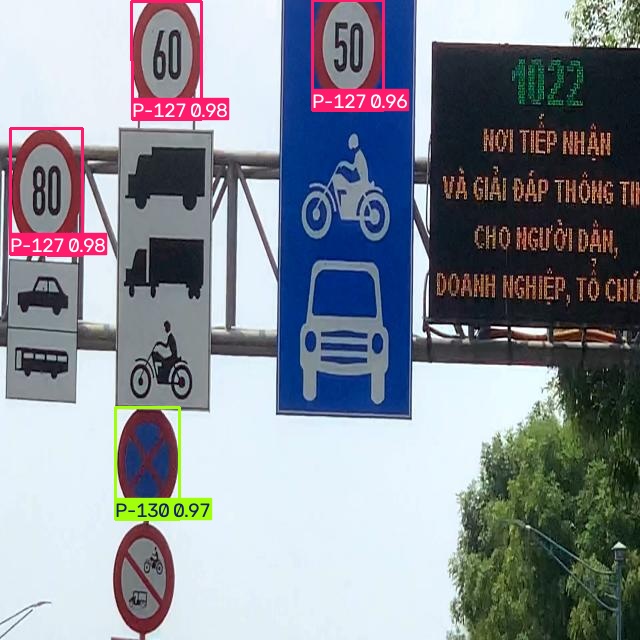 60
P-127 0.98
50
P-127 0.96
80
P-127 0.98
1022
NƠI TIẾP NHẬN
VÀ GIẢI ĐÁP THÔNG TIN
CHO NGƯỜI DÂN,
DOANH NGHIỆP, TỔ CHỨ
P-130 0.97